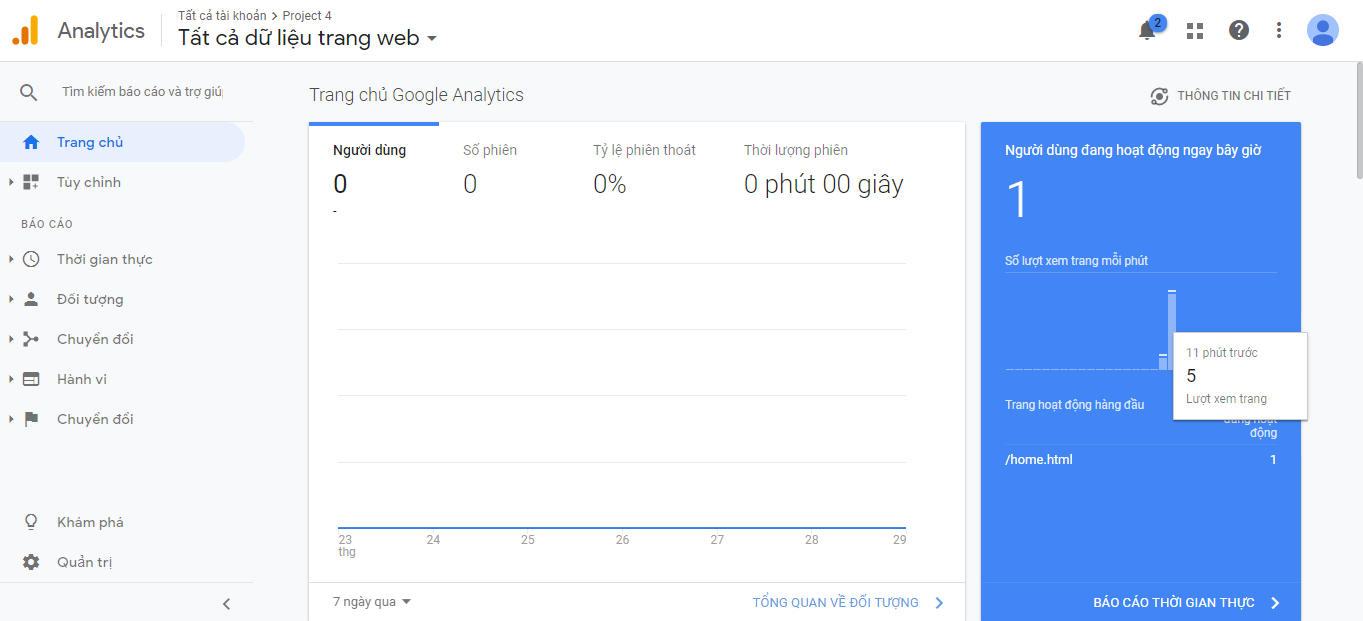 Analytics
Tất cả tài khoản > Project 4
Tất cả dữ liệu trang web
2
Tìm kiếm báo cáo và trợ giúp
Trang chủ
Tùy chỉnh
BÁO CÁO
Thời gian thực
Đối tượng
Chuyển đổi
Hành vi
Chuyển đổi
Khám phá
Quản trị
Trang chủ Google Analytics
THÔNG TIN CHI TIẾT
Người dùng
0
-
Số phiên
0
Tỷ lệ phiên thoát
0%
Thời lượng phiên
0 phút 00 giây
23 24 25 26 27 28 29
thg
7 ngày qua
TỔNG QUAN VỀ ĐỐI TƯỢNG
Người dùng đang hoạt động ngay bây giờ
1
Số lượt xem trang mỗi phút
11 phút trước
5
Lượt xem trang
Trang hoạt động hàng đầu
dùng hoạt
động
/home.html 1
BÁO CÁO THỜI GIAN THỰC